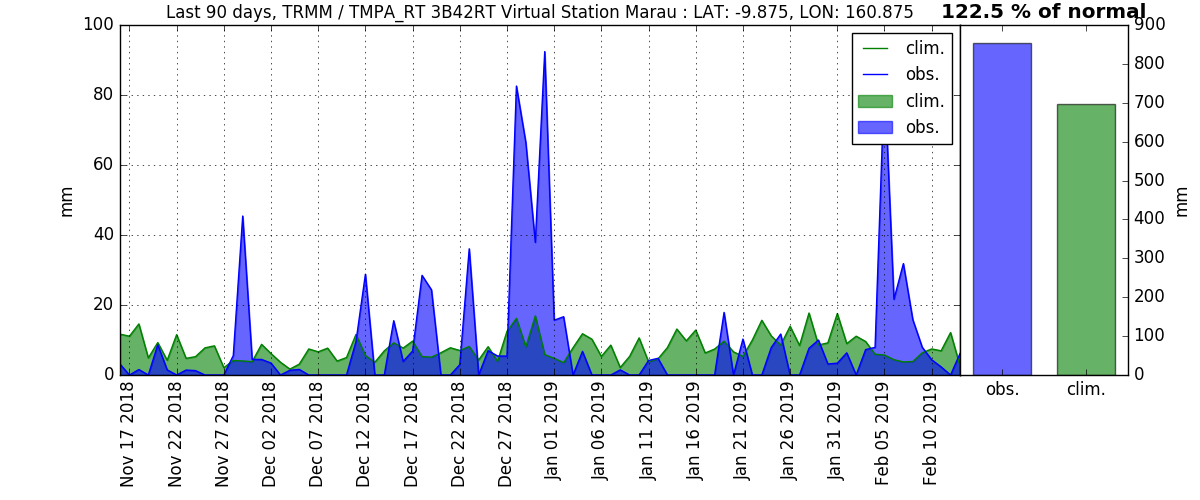 Last 90 days, TRMM / TMPA_RT 3B42RT Virtual Station Marau : LAT: -9.875, LON: 160.875
122.5 % of normal
100
80
60
40
20
0
mm
clim.
obs.
clim.
obs.
900
800
700
600
500
400
300
200
100
0
mm
Nov 17 2018
Nov 22 2018
Nov 27 2018
Dec 02 2018
Dec 07 2018
Dec 12 2018
Dec 17 2018
Dec 22 2018
Dec 27 2018
Jan 01 2019
Jan 06 2019
Jan 11 2019
Jan 16 2019
Jan 21 2019
Jan 26 2019
Jan 31 2019
Feb 05 2019
Feb 10 2019
obs.
clim.